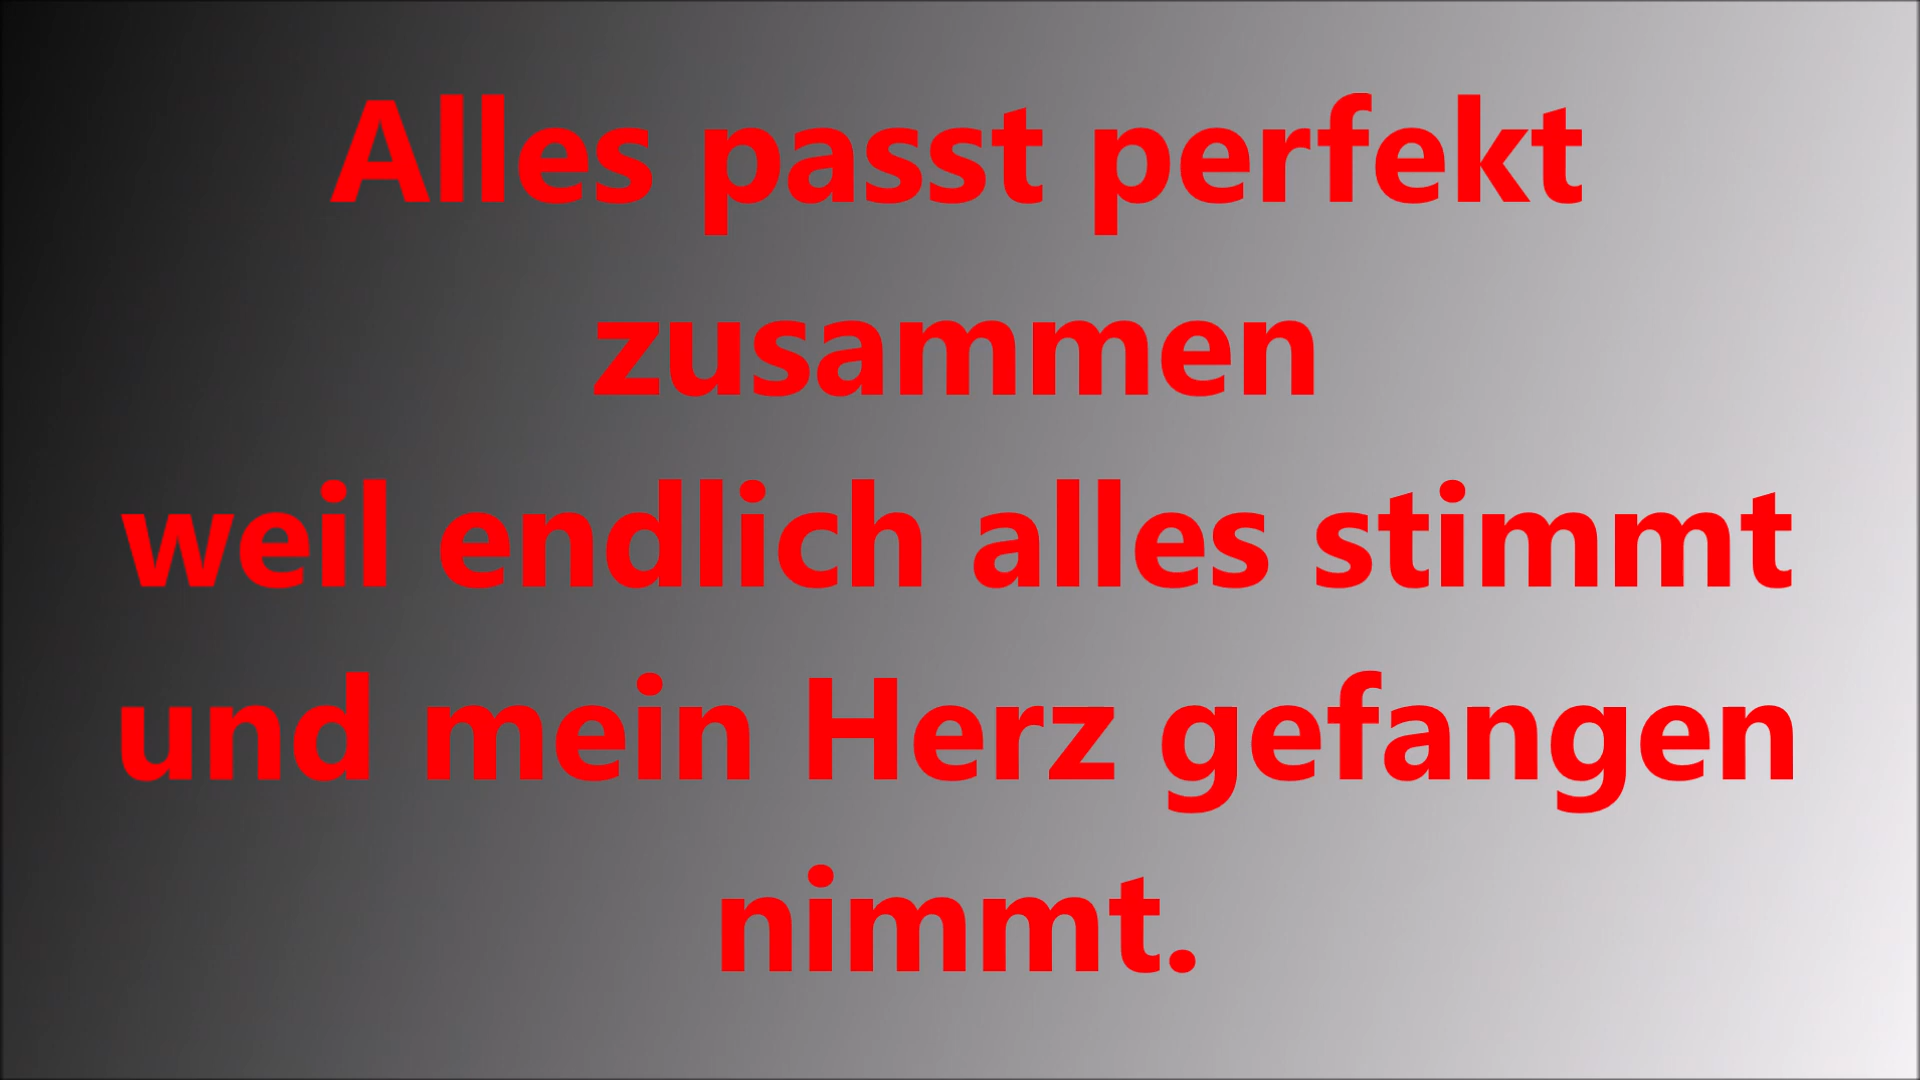 Alles passt perfekt
zusammen
weil endlich alles stimmt
und mein Herz gefangen
nimmt.